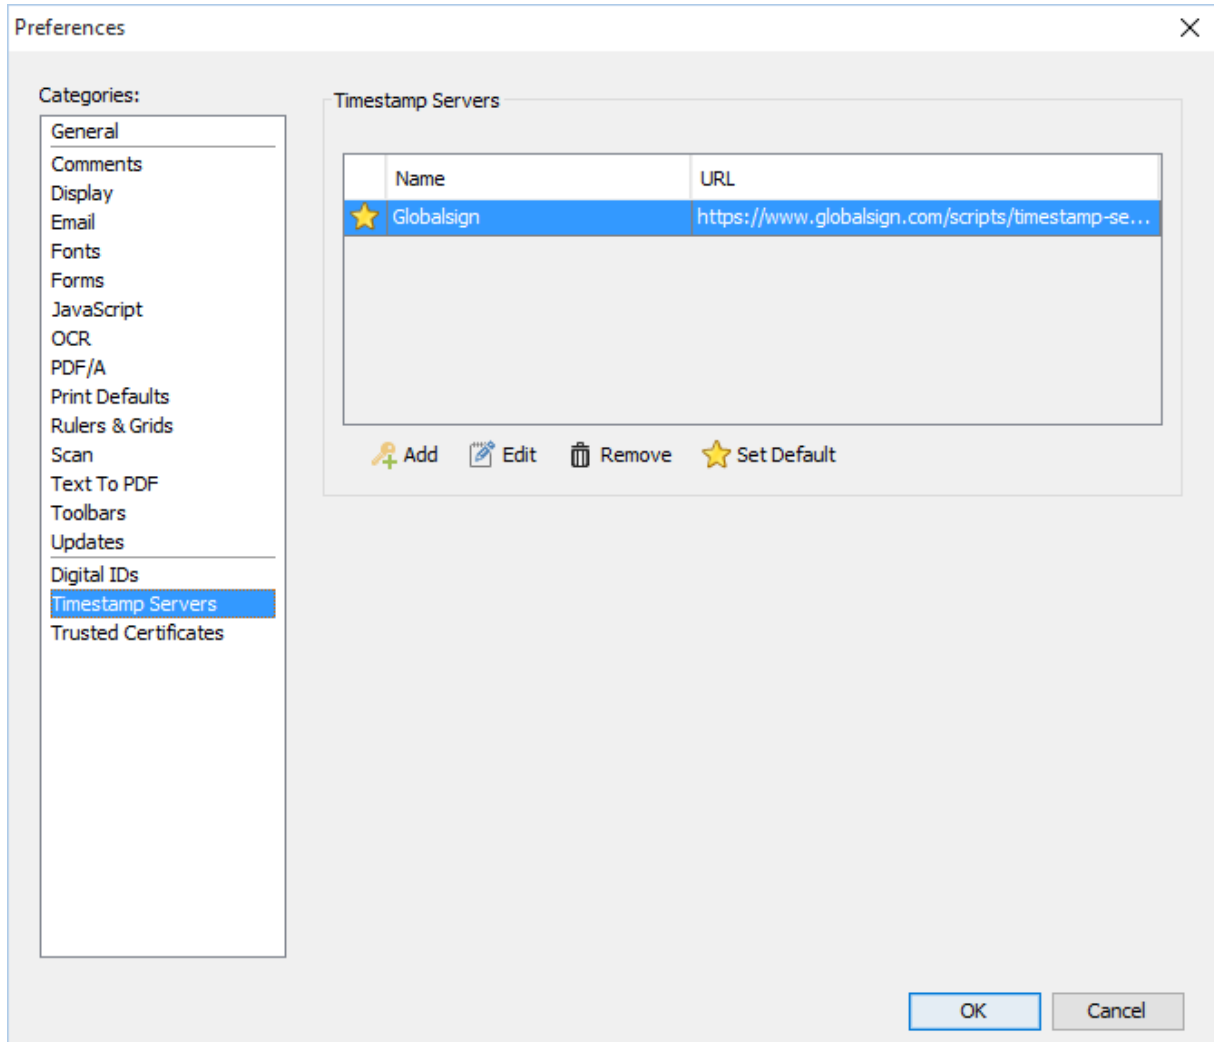 Preferences
Categories:
General
Comments
Display
Email
Fonts
Forms
JavaScript
OCR
PDF/A
Print Defaults
Rulers & Grids
Scan
Text To PDF
Toolbars
Updates
Digital IDs
Timestamp Servers
Trusted Certificates
Timestamp Servers
Name URL
Globalsign https://www.globalsign.com/scripts/timestamp-se...
Add Edit Remove Set Default
OK Cancel